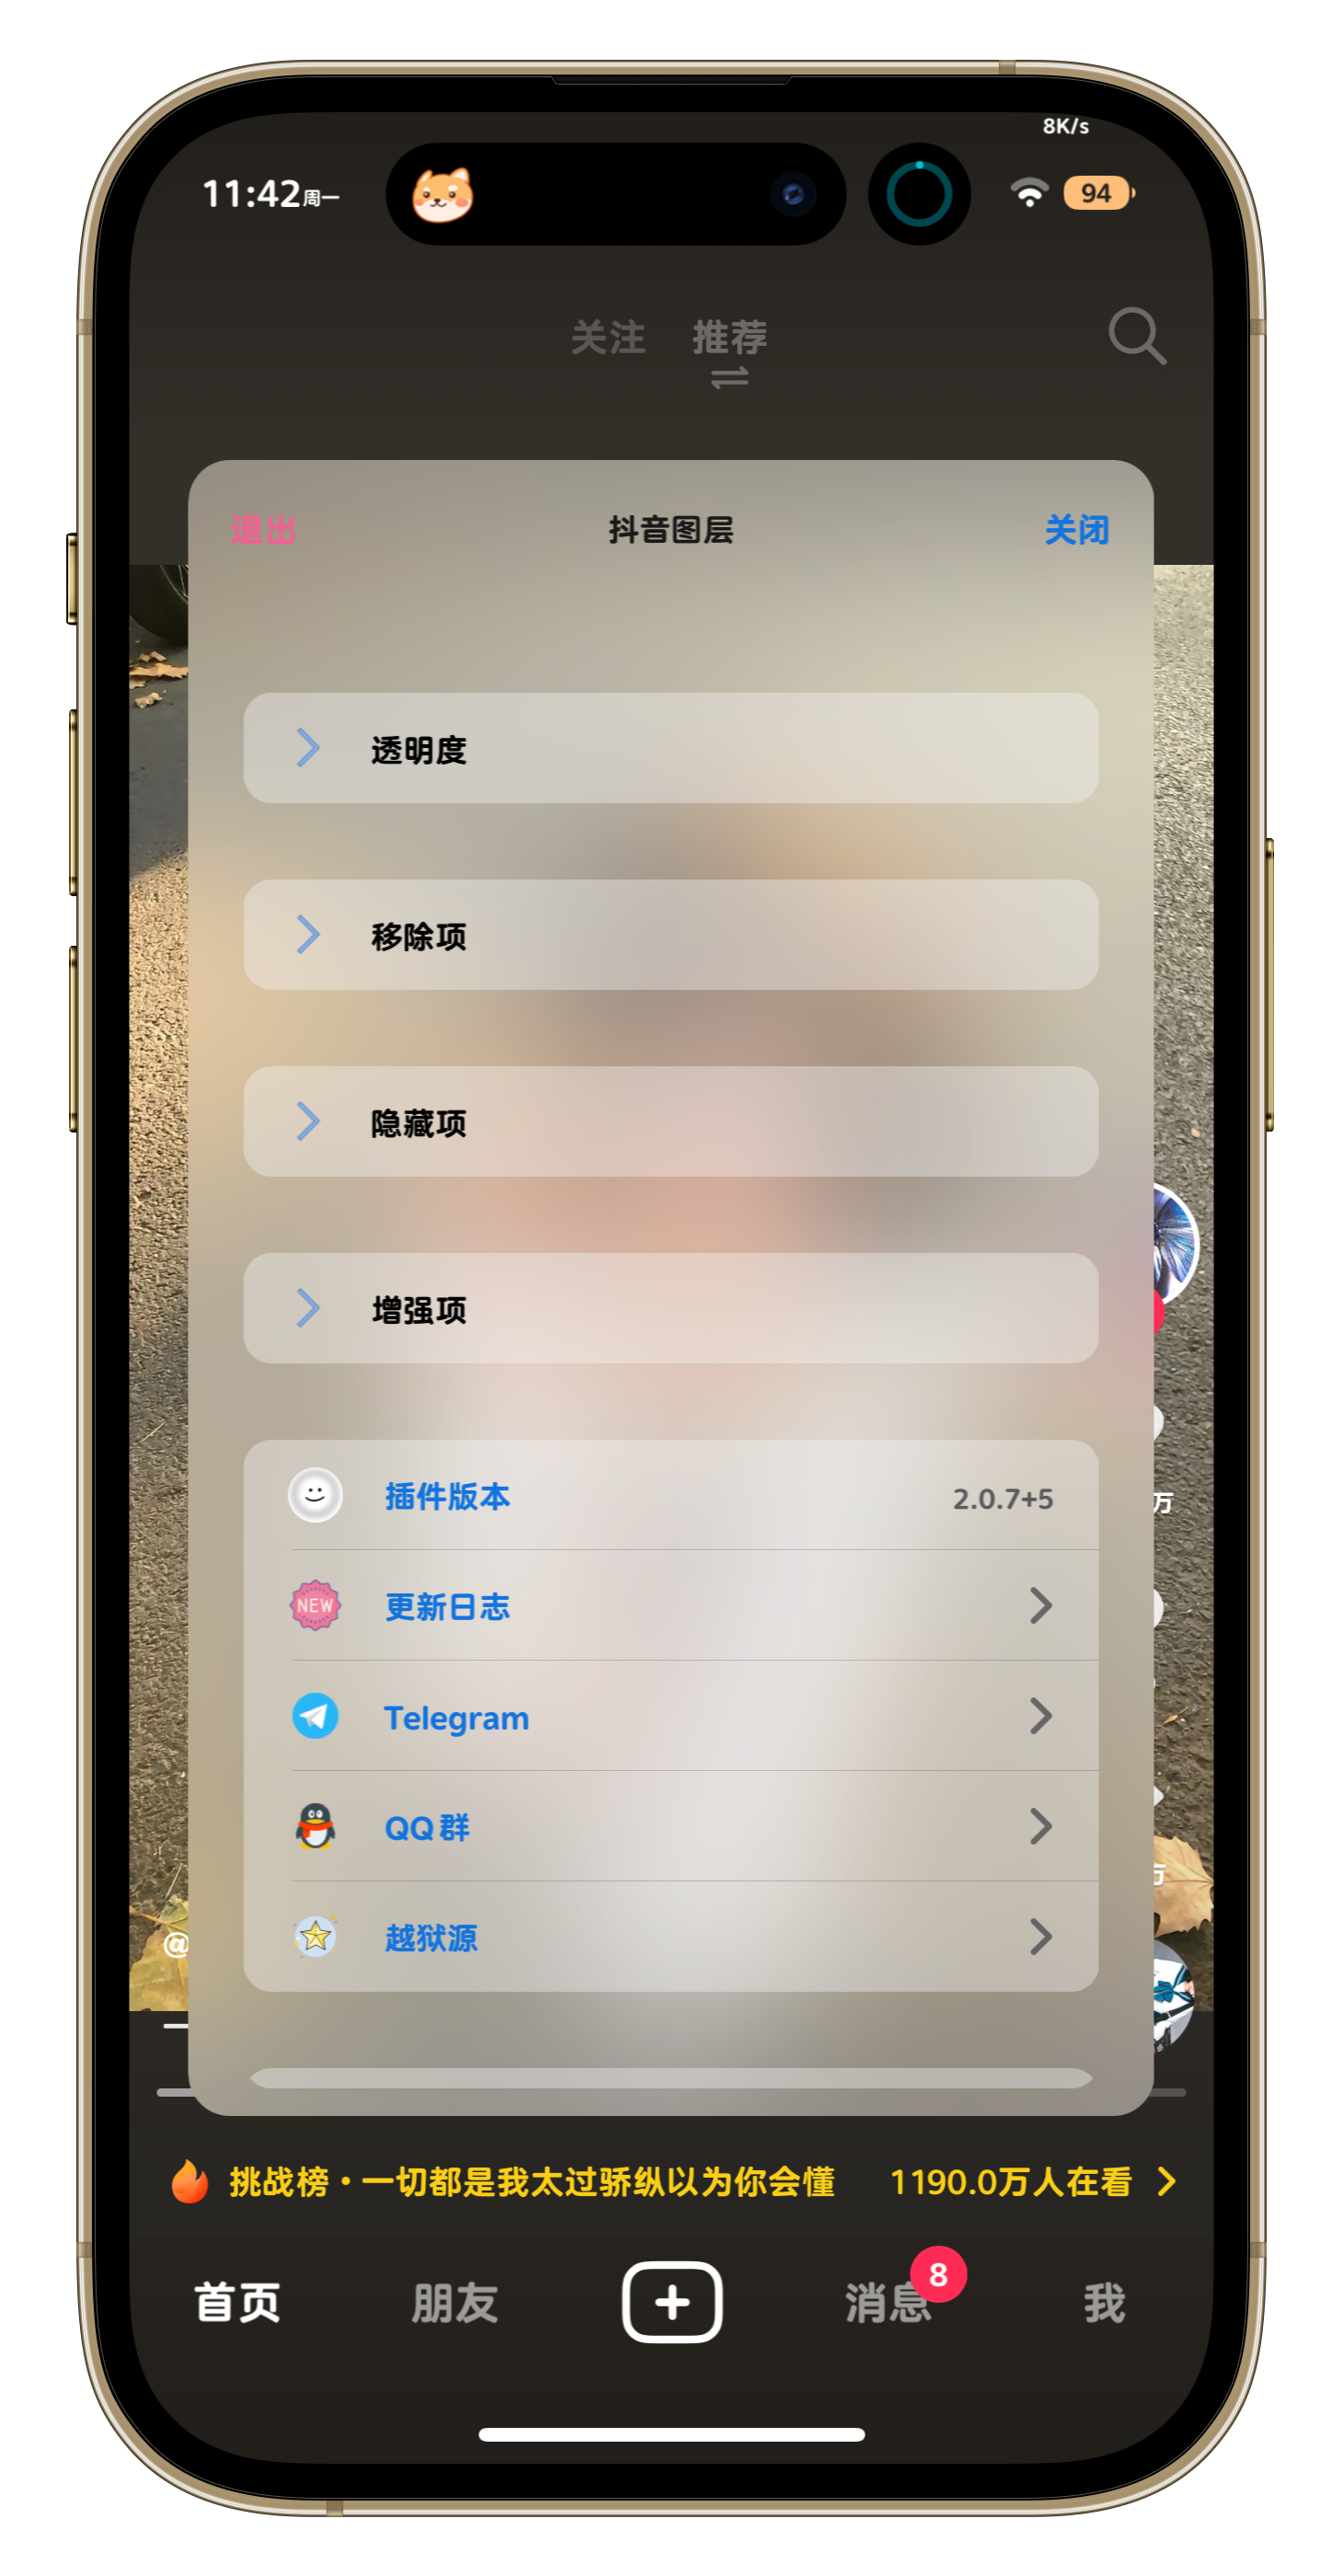 8K/s
11:42周一
94
关注 推荐
退出 抖音图层 关闭
透明度
移除项
隐藏项
增强项
插件版本 2.0.7+5
万
NEW 更新日志
Telegram
QQ群
万
越狱源
@
挑战榜・一切都是我太过骄纵以为你会懂 1190.0万人在看
首页 朋友 消息 8 我